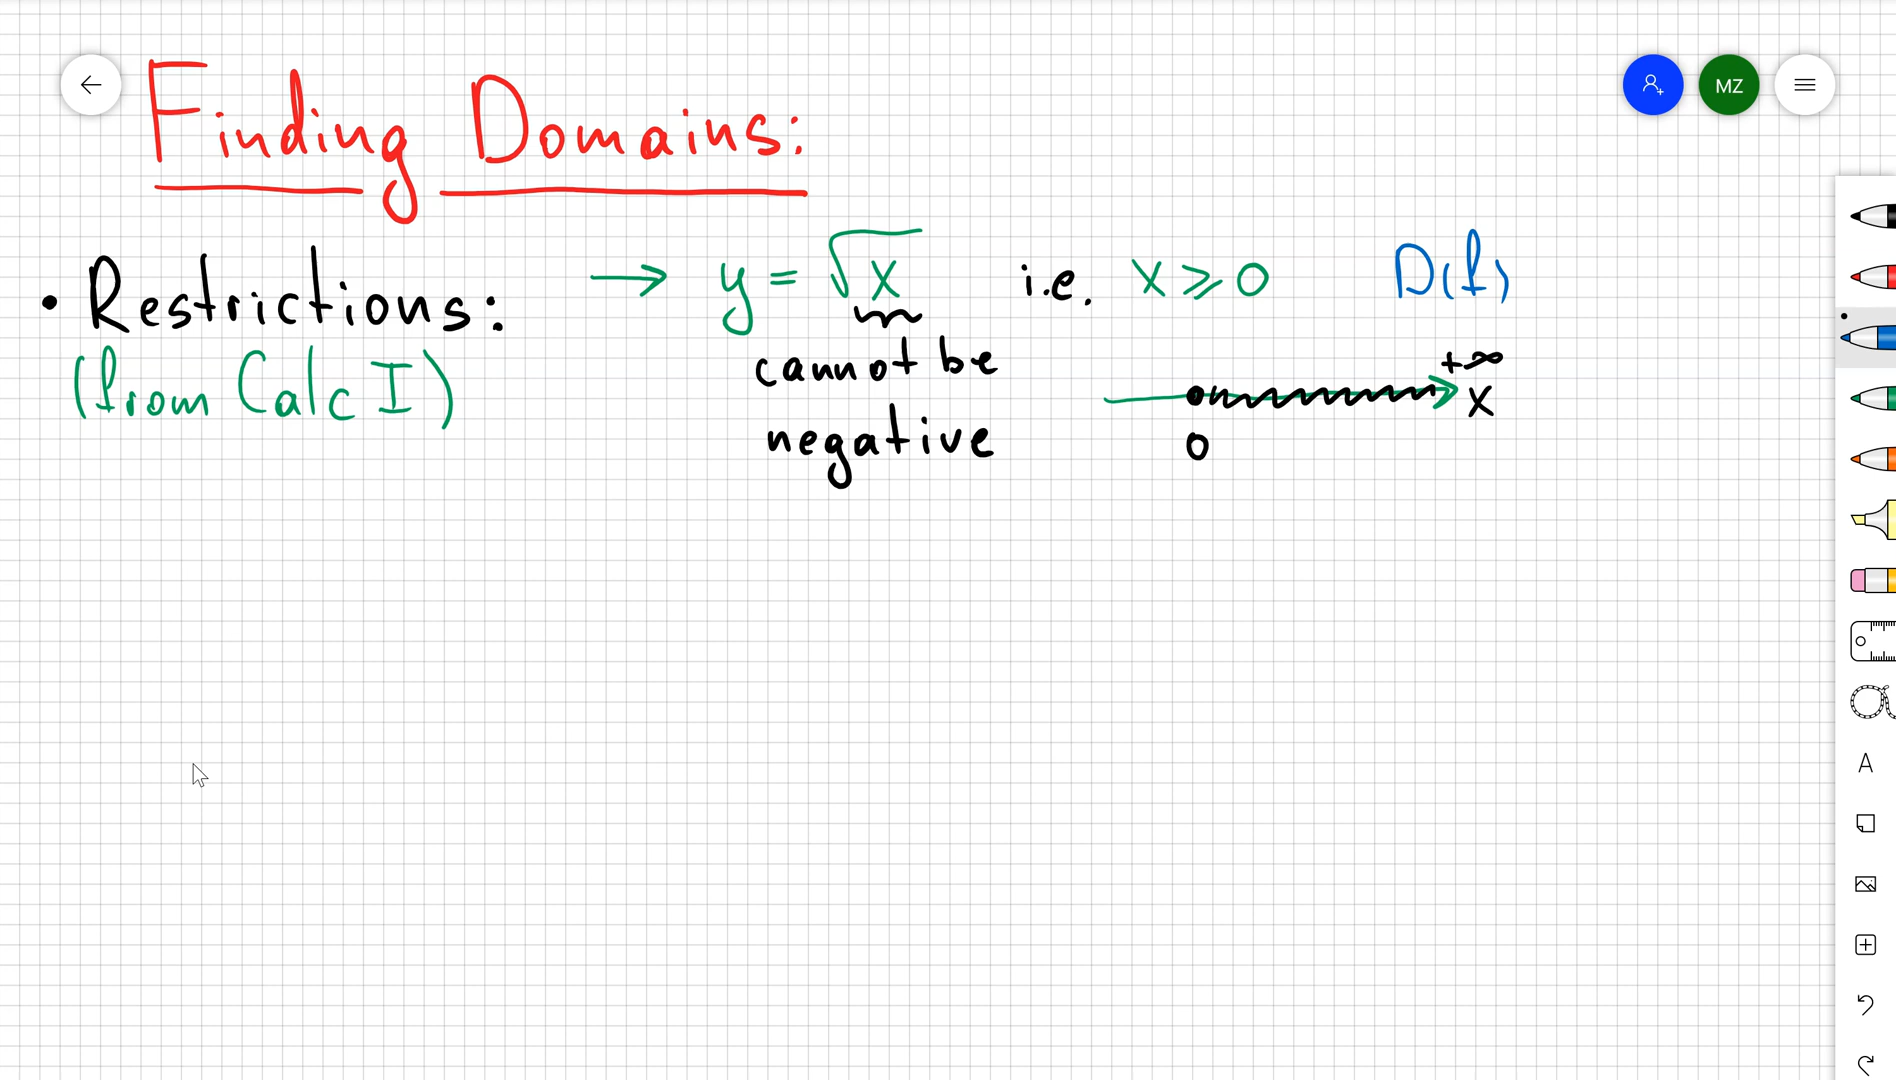 Finding Domains:
MZ
• Restrictions: → y = √x i.e. x ⩾ 0 D(f)
(from Calc I)
cannot be
negative
+∞
x
0
A